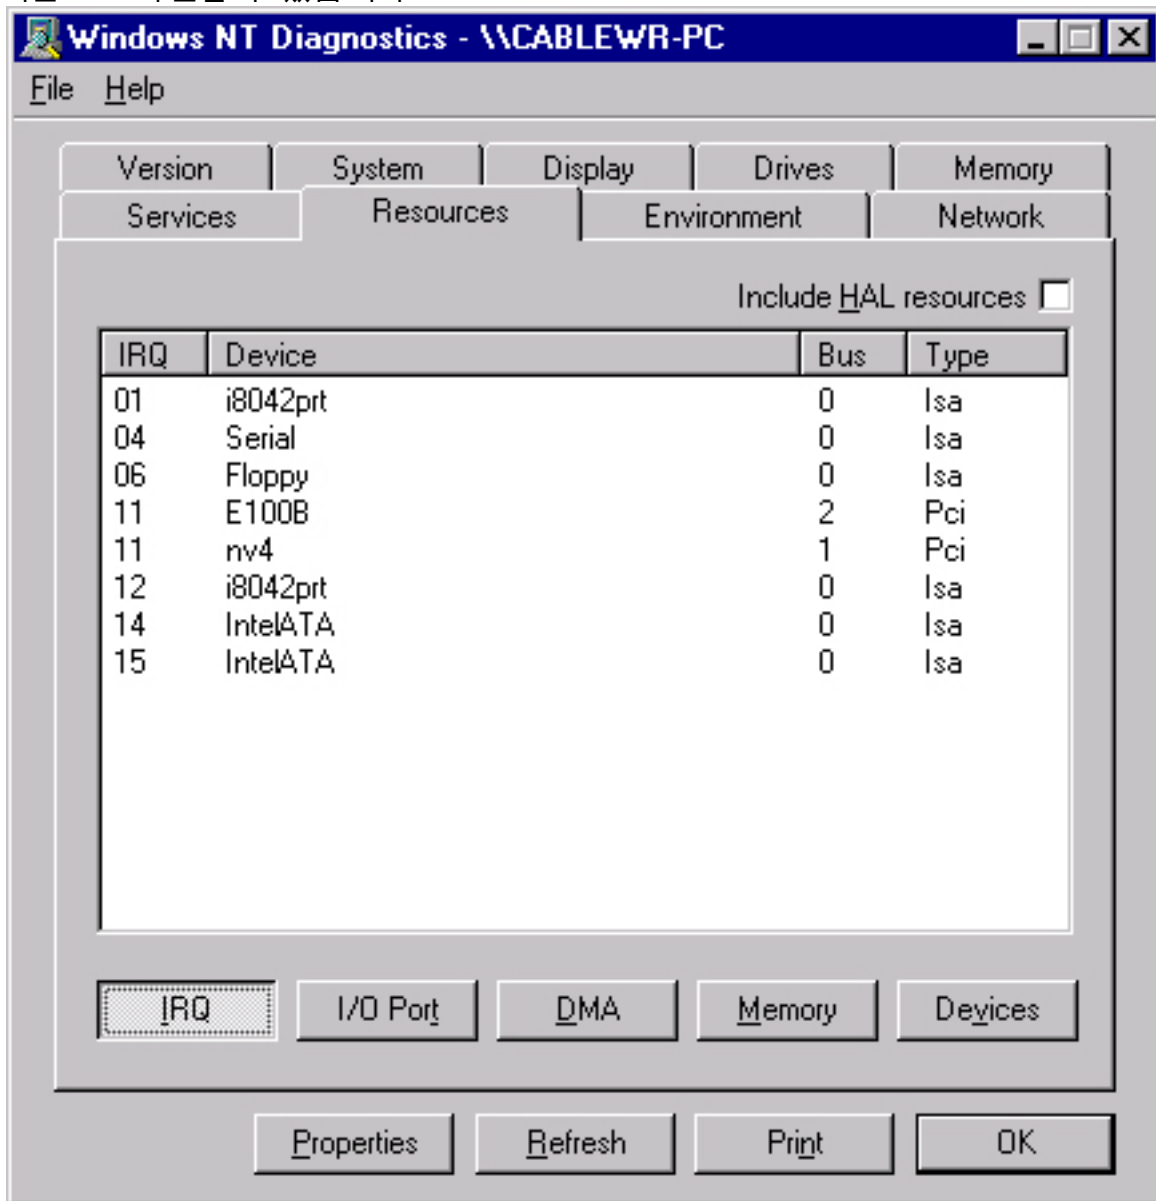 Windows NT Diagnostics - \\CABLEWR-PC
File Help
Version System Display Drives Memory
Services Resources Environment Network
Include HAL resources
IRQ Device Bus Type
01 i8042prt 0 Isa
04 Serial 0 Isa
06 Floppy 0 Isa
11 E100B 2 Pci
11 nv4 1 Pci
12 i8042prt 0 Isa
14 IntelATA 0 Isa
15 IntelATA 0 Isa
IRQ I/O Port DMA Memory Devices
Properties Refresh Print OK